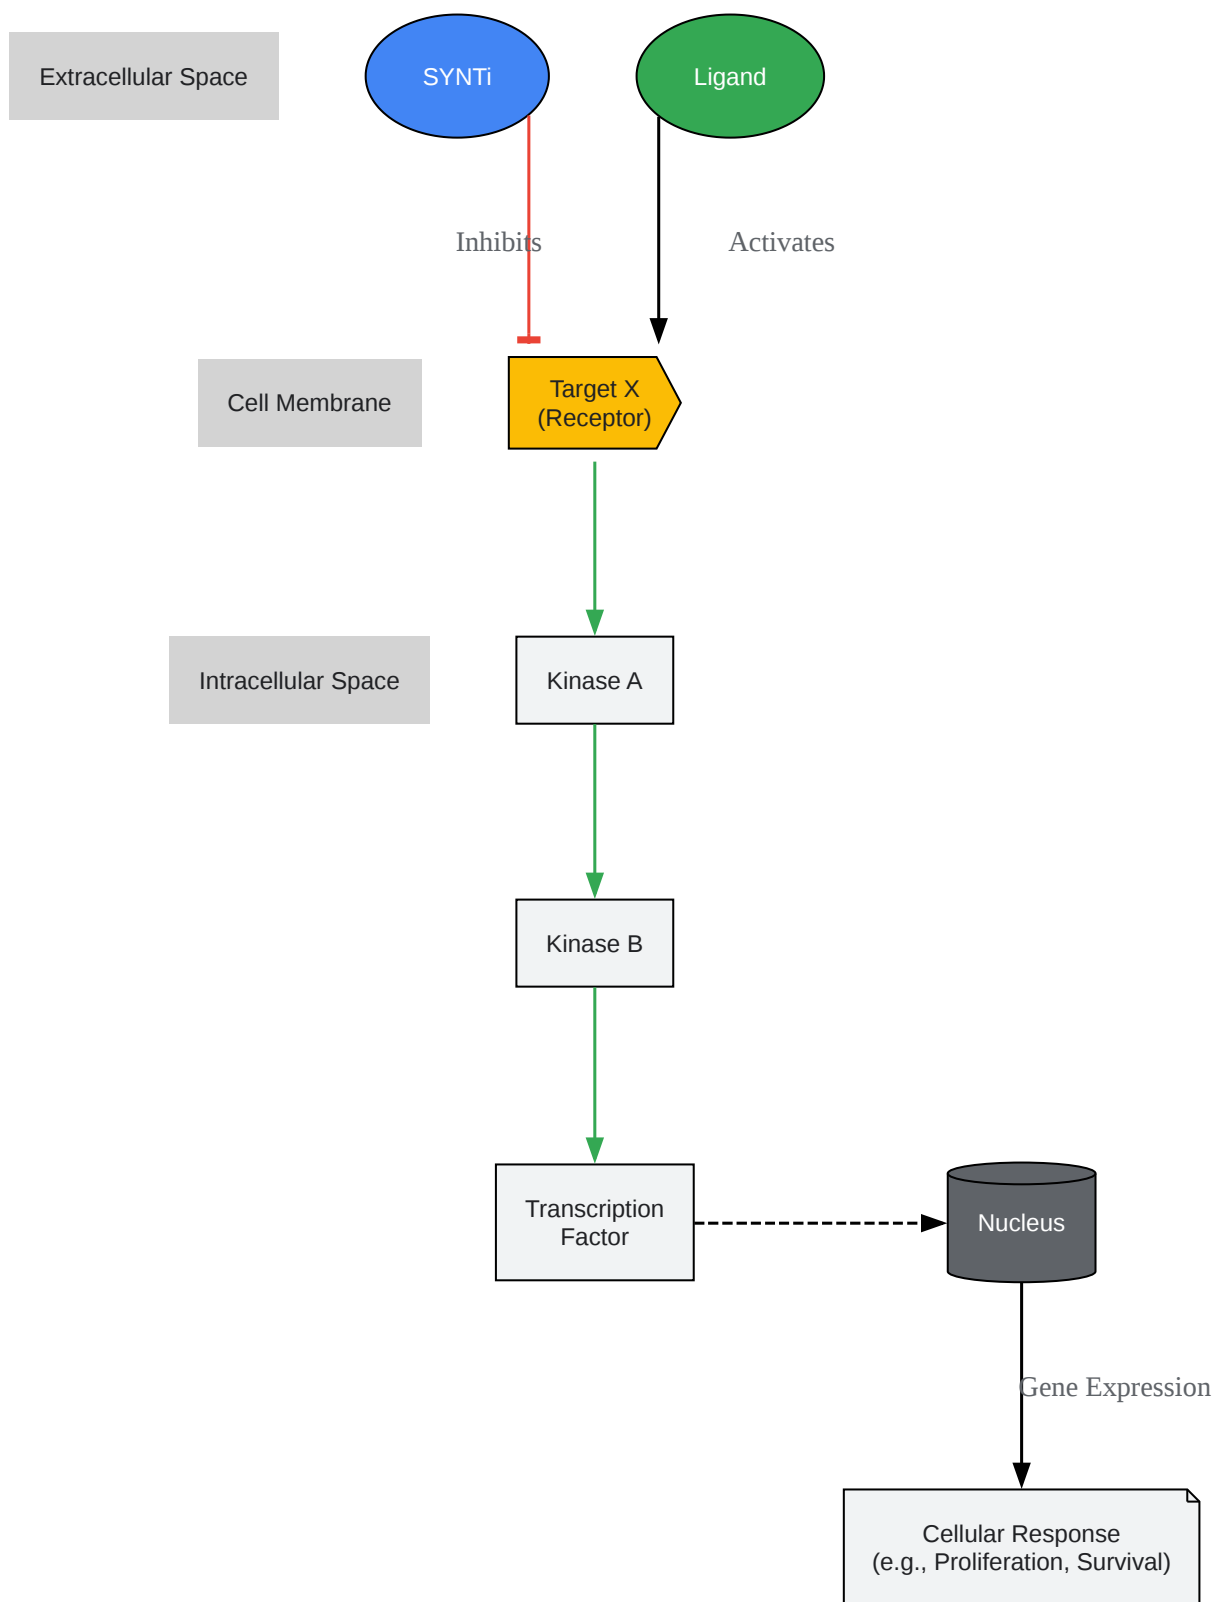 Extracellular Space
SYNTi
Ligand
Inhibits
Activates
Cell Membrane
Target X
(Receptor)
Intracellular Space
Kinase A
Kinase B
Transcription
Factor
Nucleus
Gene Expression
Cellular Response
(e.g., Proliferation, Survival)